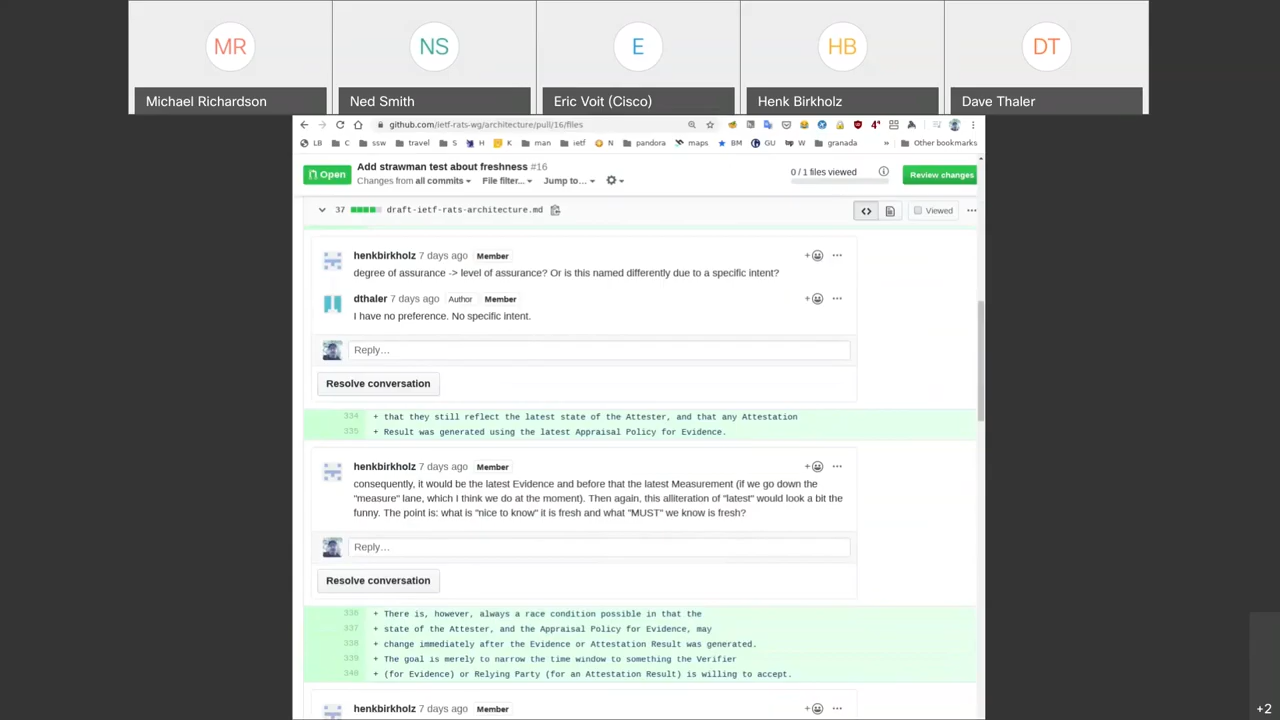 MR
NS
E
HB
DT
Michael Richardson
Ned Smith
Eric Voit (Cisco)
Henk Birkholz
Dave Thaler
github.com/ietf-rats-wg/architecture/pull/16/files
LB
C
ssw
travel
S
H
K
man
ietf
N
pandora
maps
BM
GU
W
granada
»
Other bookmarks
Open
Add strawman test about freshness #16
Changes from all commits
File filter...
Jump to...
0 / 1 files viewed
Review changes
37
draft-ietf-rats-architecture.md
Viewed
henkbirkholz 7 days ago Member
degree of assurance -> level of assurance? Or is this named differently due to a specific intent?
dthaler 7 days ago Author Member
I have no preference. No specific intent.
Reply...
Resolve conversation
334 + that they still reflect the latest state of the Attester, and that any Attestation
335 + Result was generated using the latest Appraisal Policy for Evidence.
henkbirkholz 7 days ago Member
consequently, it would be the latest Evidence and before that the latest Measurement (if we go down the
"measure" lane, which I think we do at the moment). Then again, this alliteration of "latest" would look a bit the
funny. The point is: what is "nice to know" it is fresh and what "MUST" we know is fresh?
Reply...
Resolve conversation
336 + There is, however, always a race condition possible in that the
337 + state of the Attester, and the Appraisal Policy for Evidence, may
338 + change immediately after the Evidence or Attestation Result was generated.
339 + The goal is merely to narrow the time window to something the Verifier
340 + (for Evidence) or Relying Party (for an Attestation Result) is willing to accept.
henkbirkholz 7 days ago Member
+2